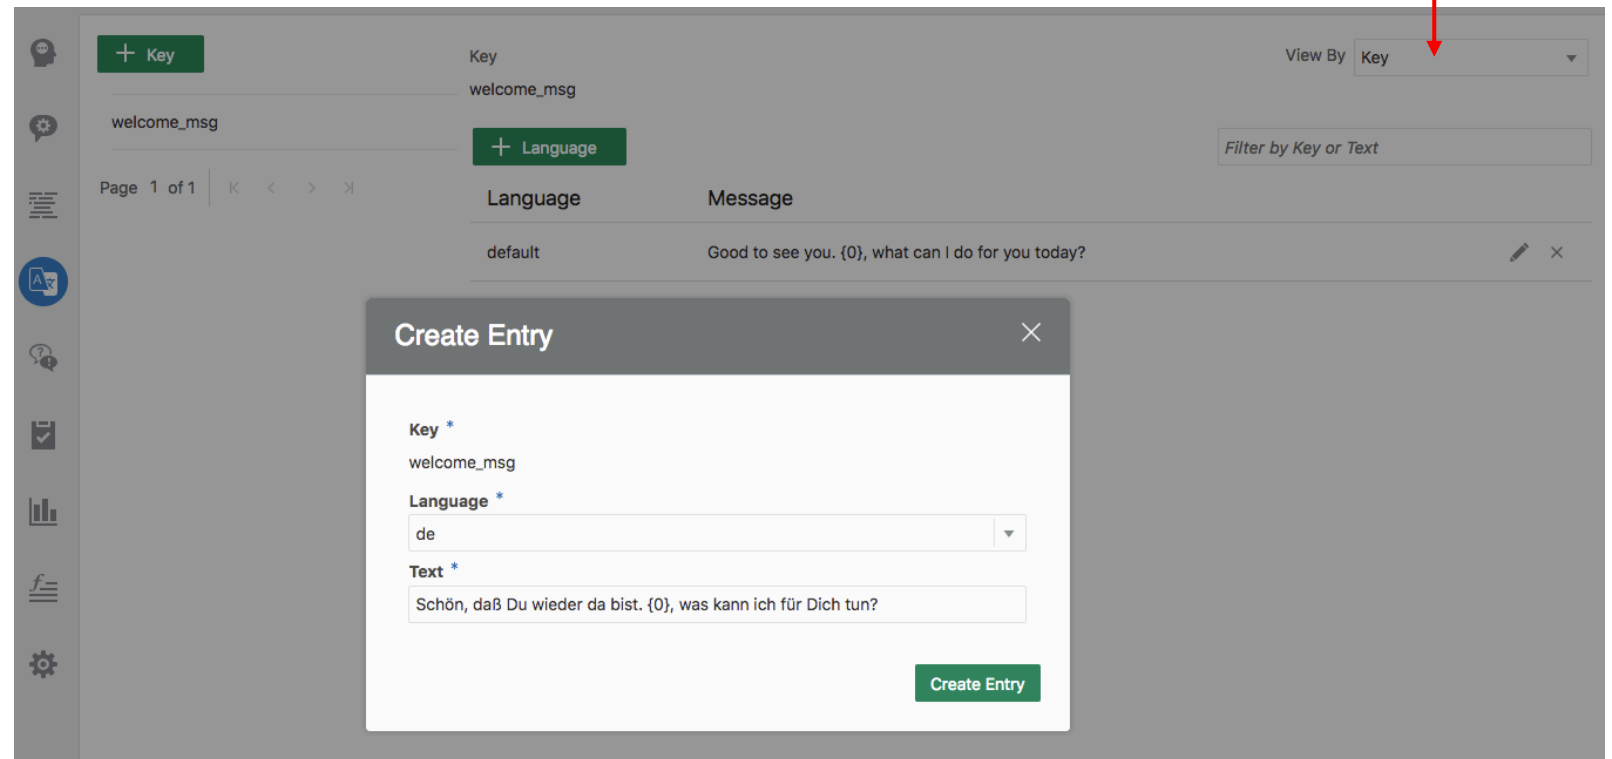 + Key
welcome_msg
Page 1 of 1
Key
welcome_msg
View By Key
+ Language
Filter by Key or Text
Language Message
default Good to see you. {0}, what can I do for you today?
Create Entry
Key *
welcome_msg
Language *
de
Text *
Schön, daß Du wieder da bist. {0}, was kann ich für Dich tun?
Create Entry